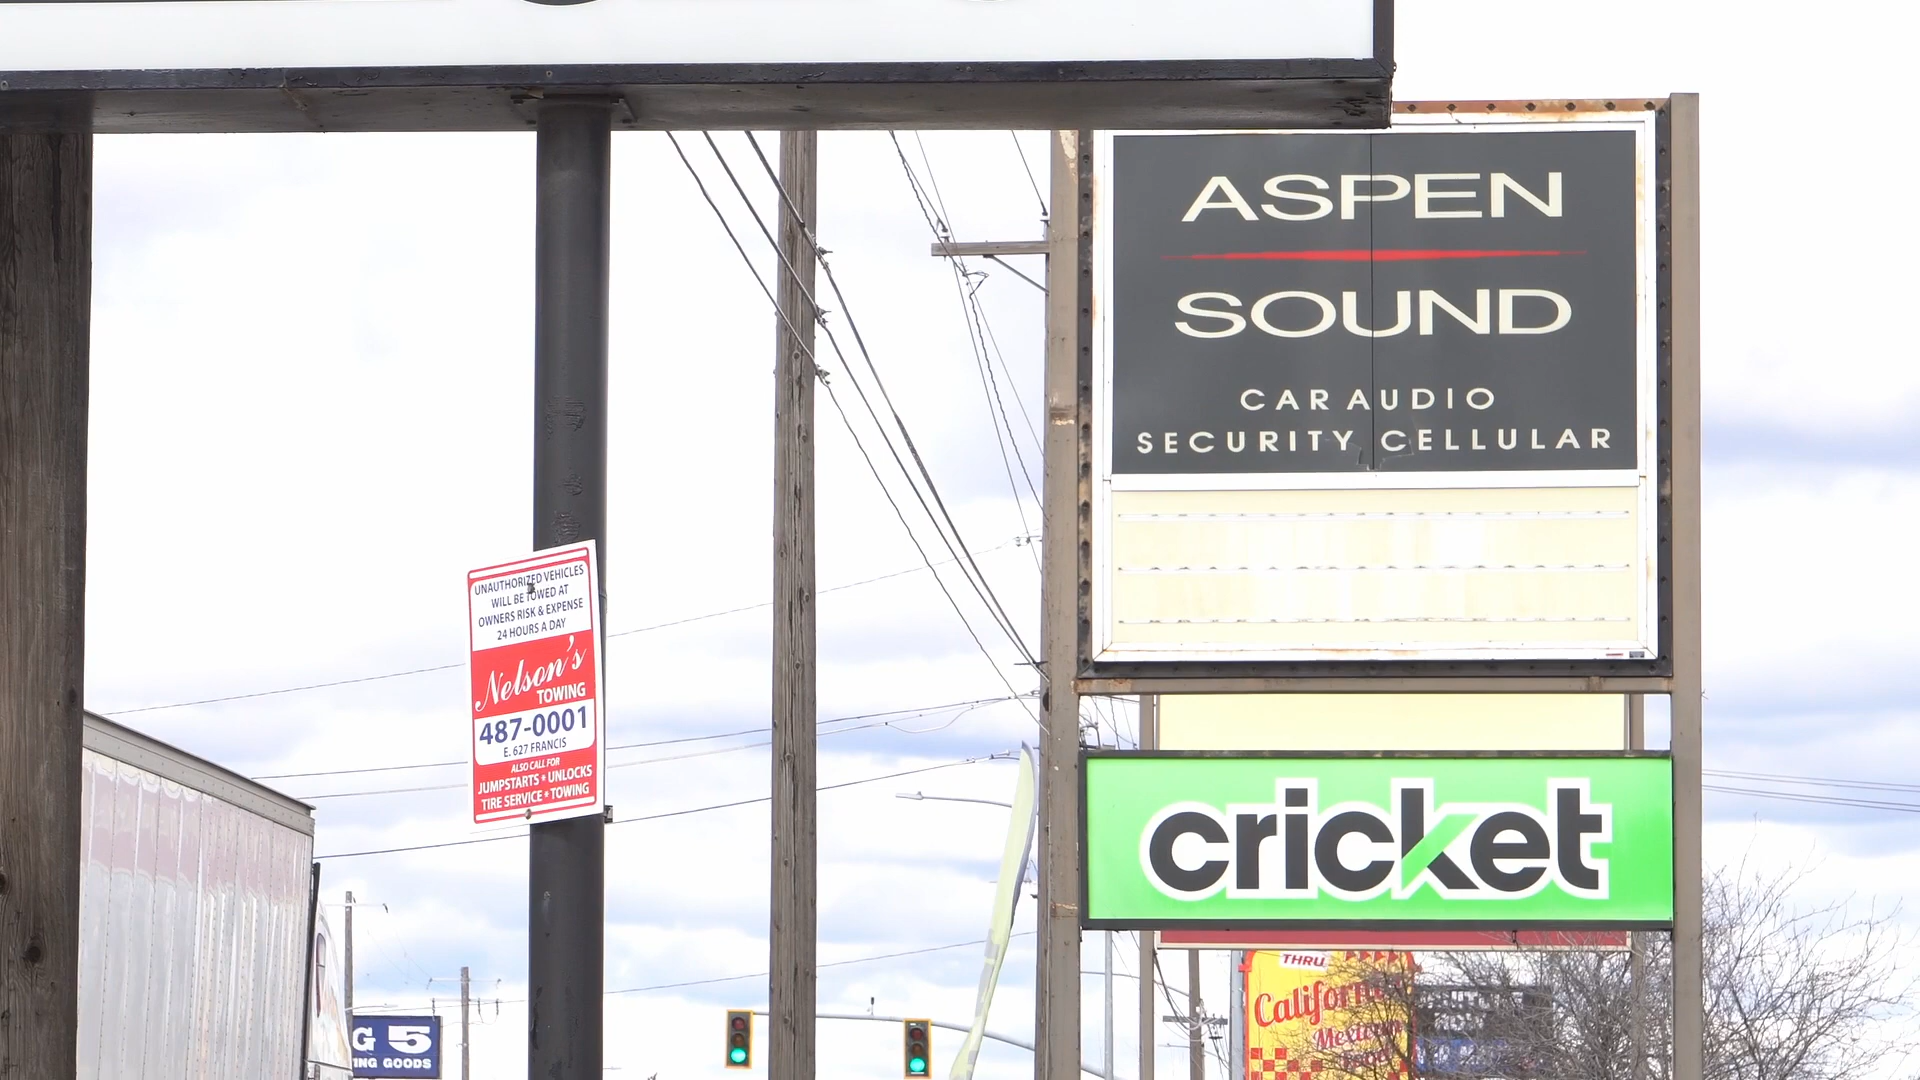 UNAUTHORIZED VEHICLES
WILL BE TOWED AT
OWNERS RISK & EXPENSE
24 HOURS A DAY
Nelson's
TOWING
487-0001
E. 627 FRANCIS
ALSO CALL FOR
JUMPSTARTS • UNLOCKS
TIRE SERVICE • TOWING
ASPEN
SOUND
CAR AUDIO
SECURITY CELLULAR
cricket
THRU
Mexican
Food
G 5
ING GOODS